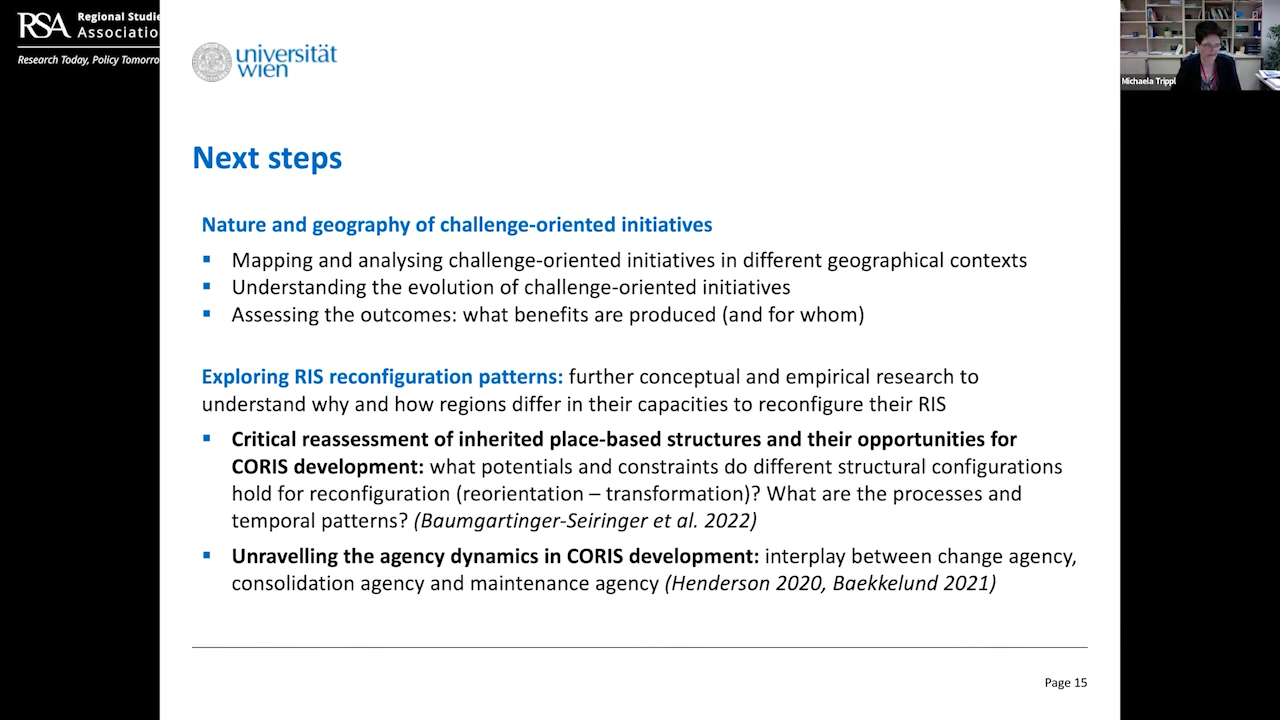 RSA Regional Studie
Associatio
Research Today, Policy Tomorro
universität
wien
Michaela Trippl
Next steps
Nature and geography of challenge-oriented initiatives
▪ Mapping and analysing challenge-oriented initiatives in different geographical contexts
▪ Understanding the evolution of challenge-oriented initiatives
▪ Assessing the outcomes: what benefits are produced (and for whom)
Exploring RIS reconfiguration patterns: further conceptual and empirical research to
understand why and how regions differ in their capacities to reconfigure their RIS
▪ Critical reassessment of inherited place-based structures and their opportunities for
CORIS development: what potentials and constraints do different structural configurations
hold for reconfiguration (reorientation – transformation)? What are the processes and
temporal patterns? (Baumgartinger-Seiringer et al. 2022)
▪ Unravelling the agency dynamics in CORIS development: interplay between change agency,
consolidation agency and maintenance agency (Henderson 2020, Baekkelund 2021)
Page 15